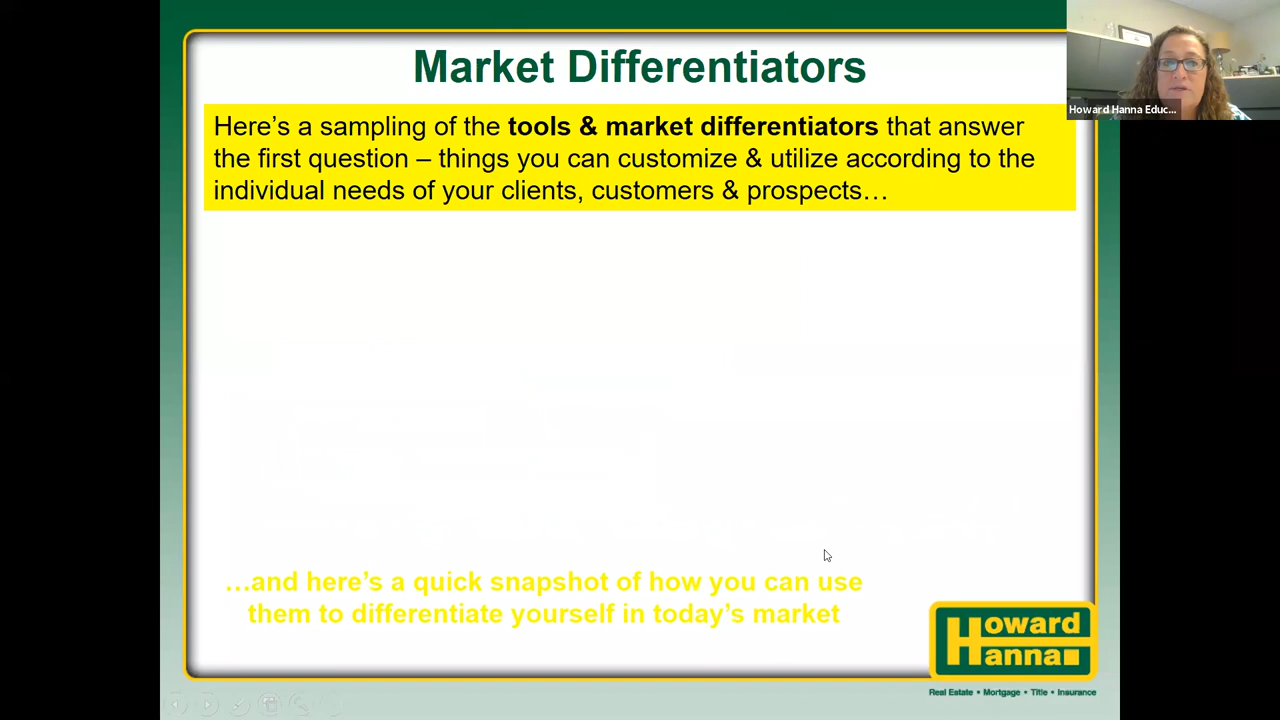 Market Differentiators
Howard Hanna Educ...
Here's a sampling of the tools & market differentiators that answer
the first question – things you can customize & utilize according to the
individual needs of your clients, customers & prospects…
…and here's a quick snapshot of how you can use
them to differentiate yourself in today's market
Howard
Hanna
Real Estate • Mortgage • Title • Insurance